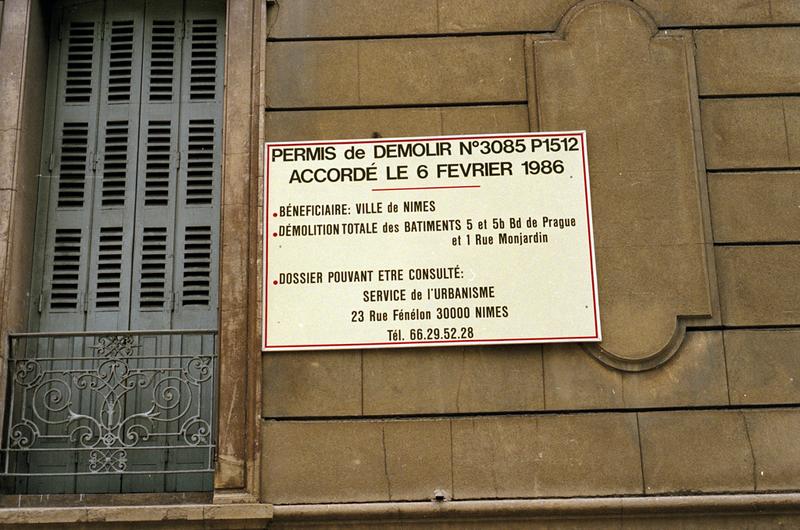 PERMIS de DEMOLIR N°3085 P1512
ACCORDÉ LE 6 FEVRIER 1986
• BÉNEFICIAIRE: VILLE de NIMES
• DÉMOLITION TOTALE des BATIMENTS 5 et 5b Bd de Prague
et 1 Rue Monjardin
• DOSSIER POUVANT ETRE CONSULTÉ:
SERVICE de l'URBANISME
23 Rue Fénélon 30000 NIMES
Tél. 66.29.52.28